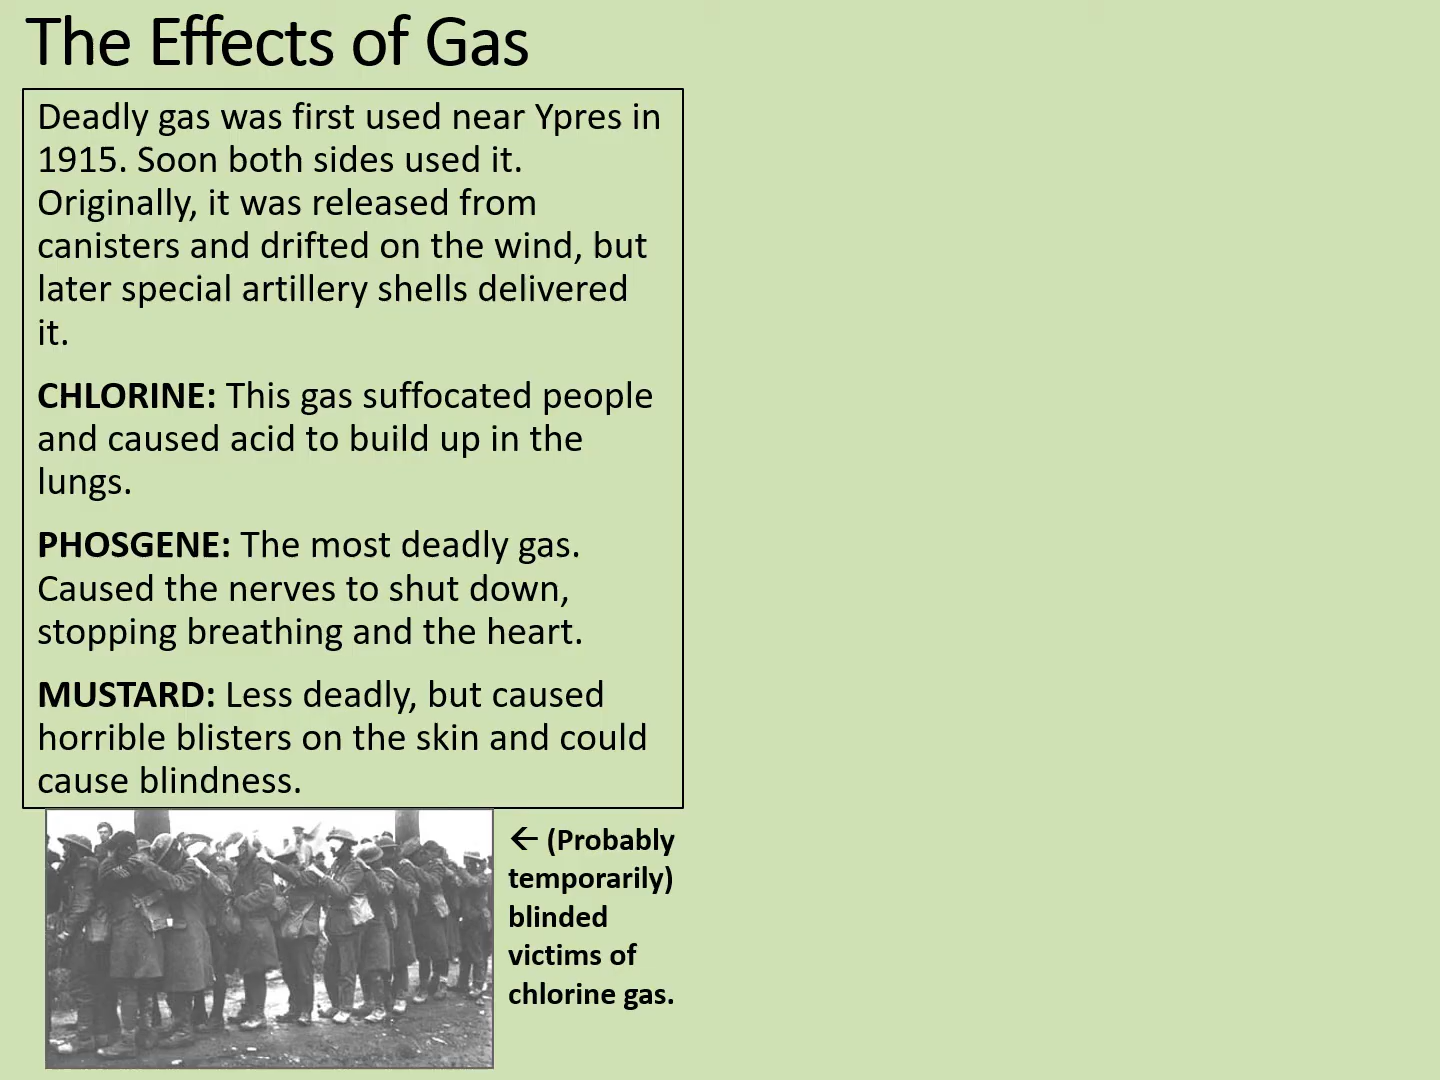 The Effects of Gas
Deadly gas was first used near Ypres in
1915. Soon both sides used it.
Originally, it was released from
canisters and drifted on the wind, but
later special artillery shells delivered
it.
CHLORINE: This gas suffocated people
and caused acid to build up in the
lungs.
PHOSGENE: The most deadly gas.
Caused the nerves to shut down,
stopping breathing and the heart.
MUSTARD: Less deadly, but caused
horrible blisters on the skin and could
cause blindness.
← (Probably
temporarily)
blinded
victims of
chlorine gas.